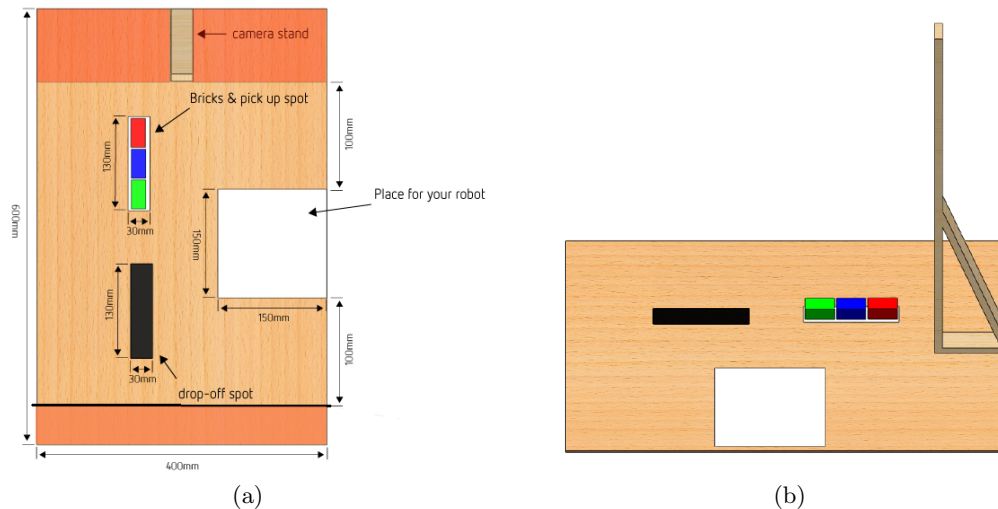 camera stand
Bricks & pick up spot
100mm
130mm
Place for your robot
600mm
30mm
150mm
130mm
150mm
100mm
30mm
drop-off spot
400mm
(a)
(b)